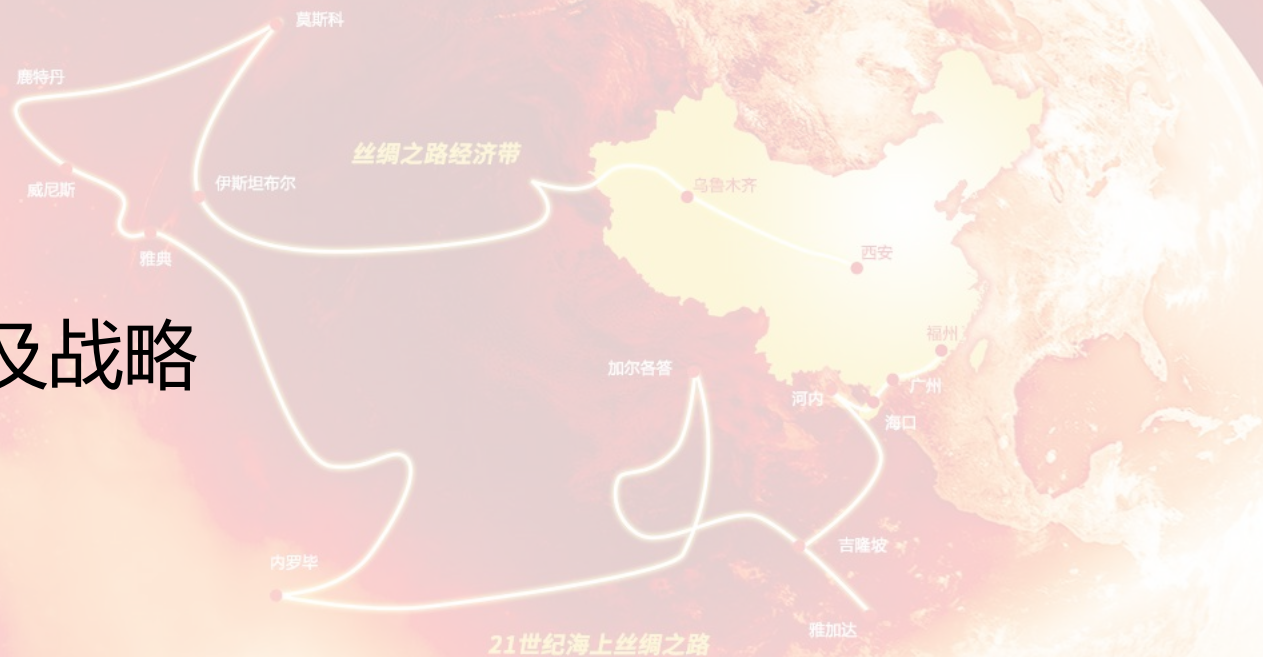 莫斯科
鹿特丹
丝绸之路经济带
威尼斯
伊斯坦布尔
乌鲁木齐
雅典
西安
及战略
福州
加尔各答
广州
河内
海口
吉隆坡
内罗毕
雅加达
21世纪海上丝绸之路